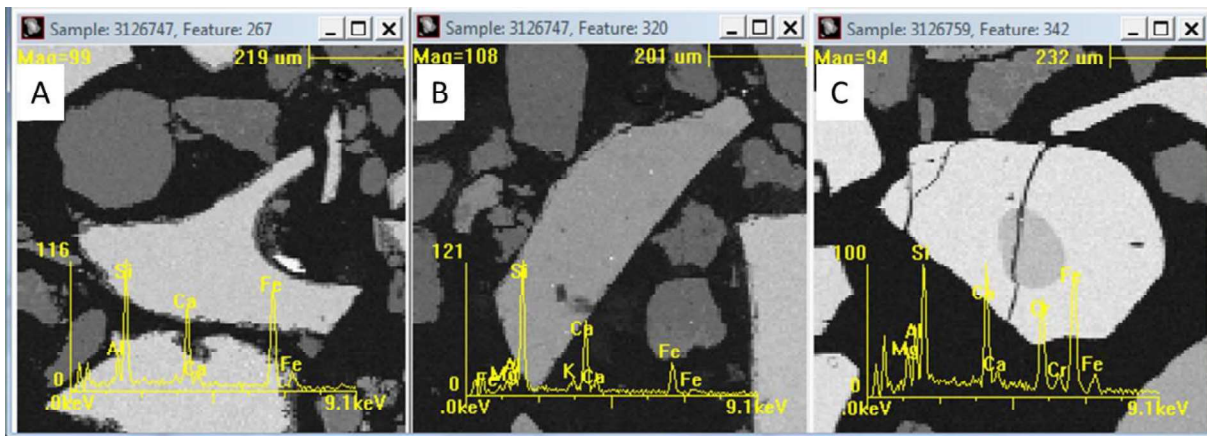 Sample: 3126747, Feature: 267
Mag=99 219 um
A
116
Si
Ca
Fe
Al
Ca
Fe
0
.0keV 9.1keV
Sample: 3126747, Feature: 320
Mag=108 201 um
B
121
Si
Ca
Fe
Mg
K
Ca
Fe
0
.0keV 9.1keV
Sample: 3126759, Feature: 342
Mag=94 232 um
C
100
Si
Fe
Al
Mg
Ca
Cr
Fe
0
.0keV 9.1keV